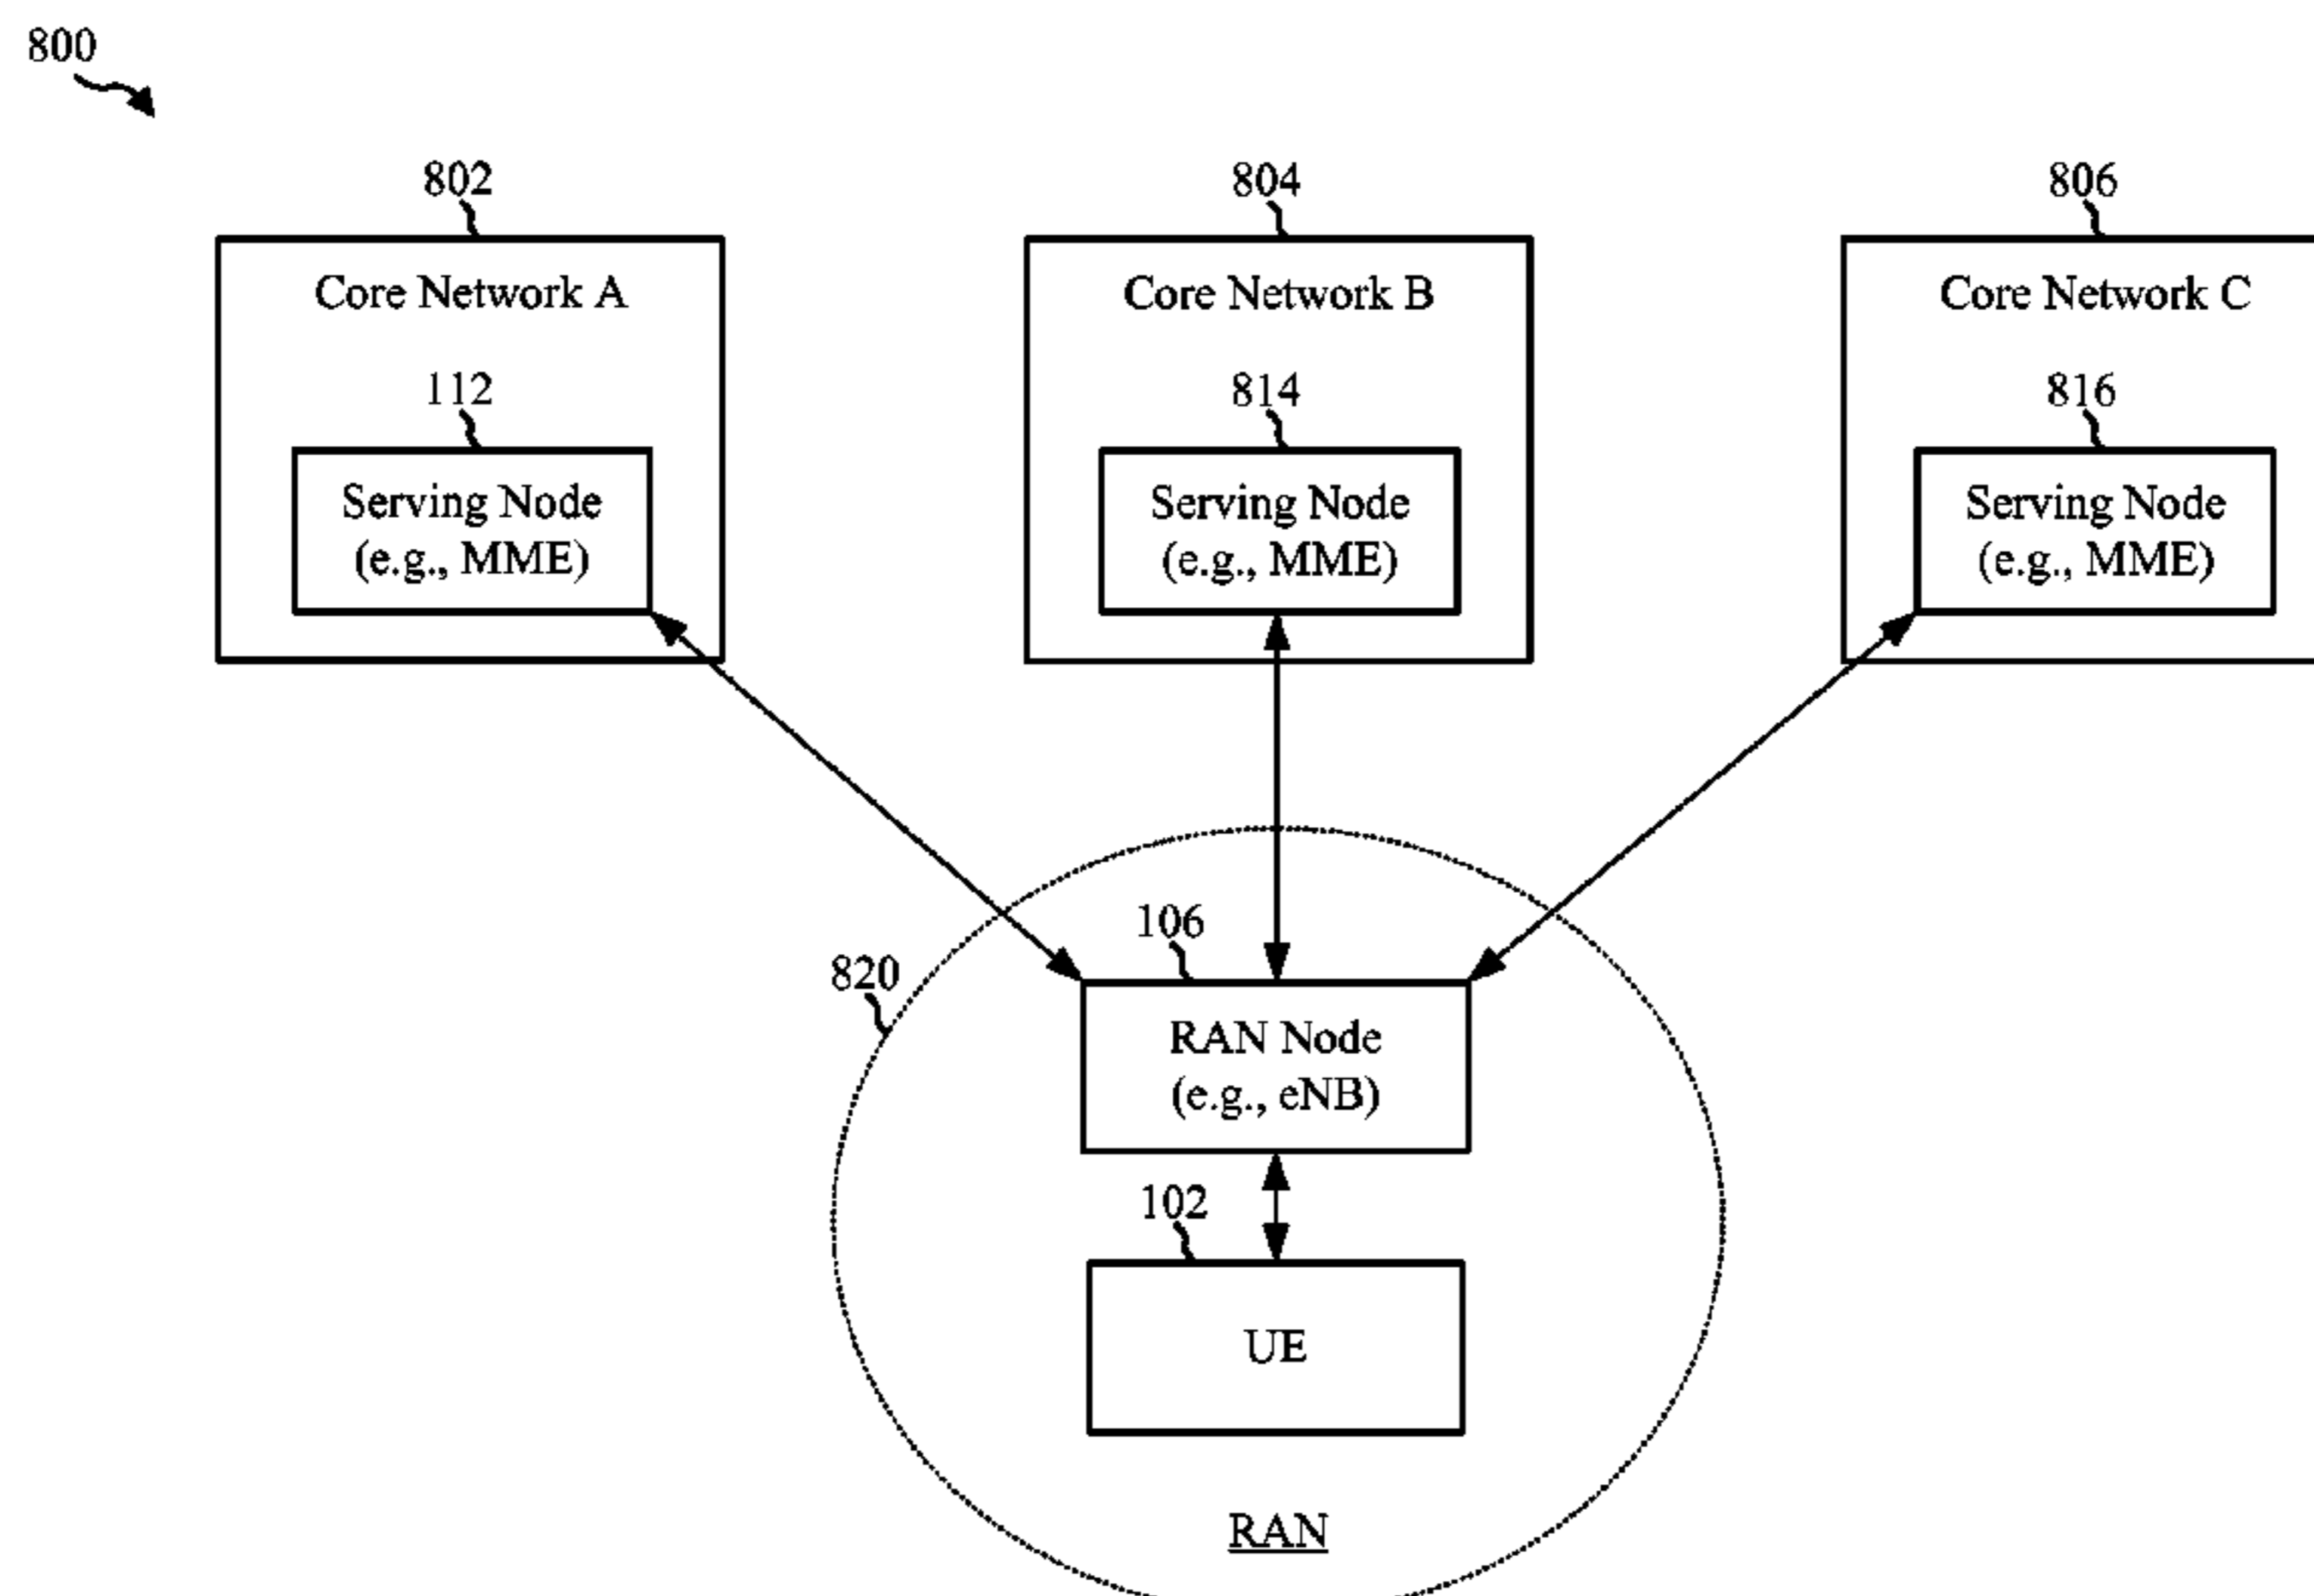 800
802
804
806
Core Network A
Core Network B
Core Network C
112
814
816
Serving Node
(e.g., MME)
Serving Node
(e.g., MME)
Serving Node
(e.g., MME)
106
820
RAN Node
(e.g., eNB)
102
UE
RAN